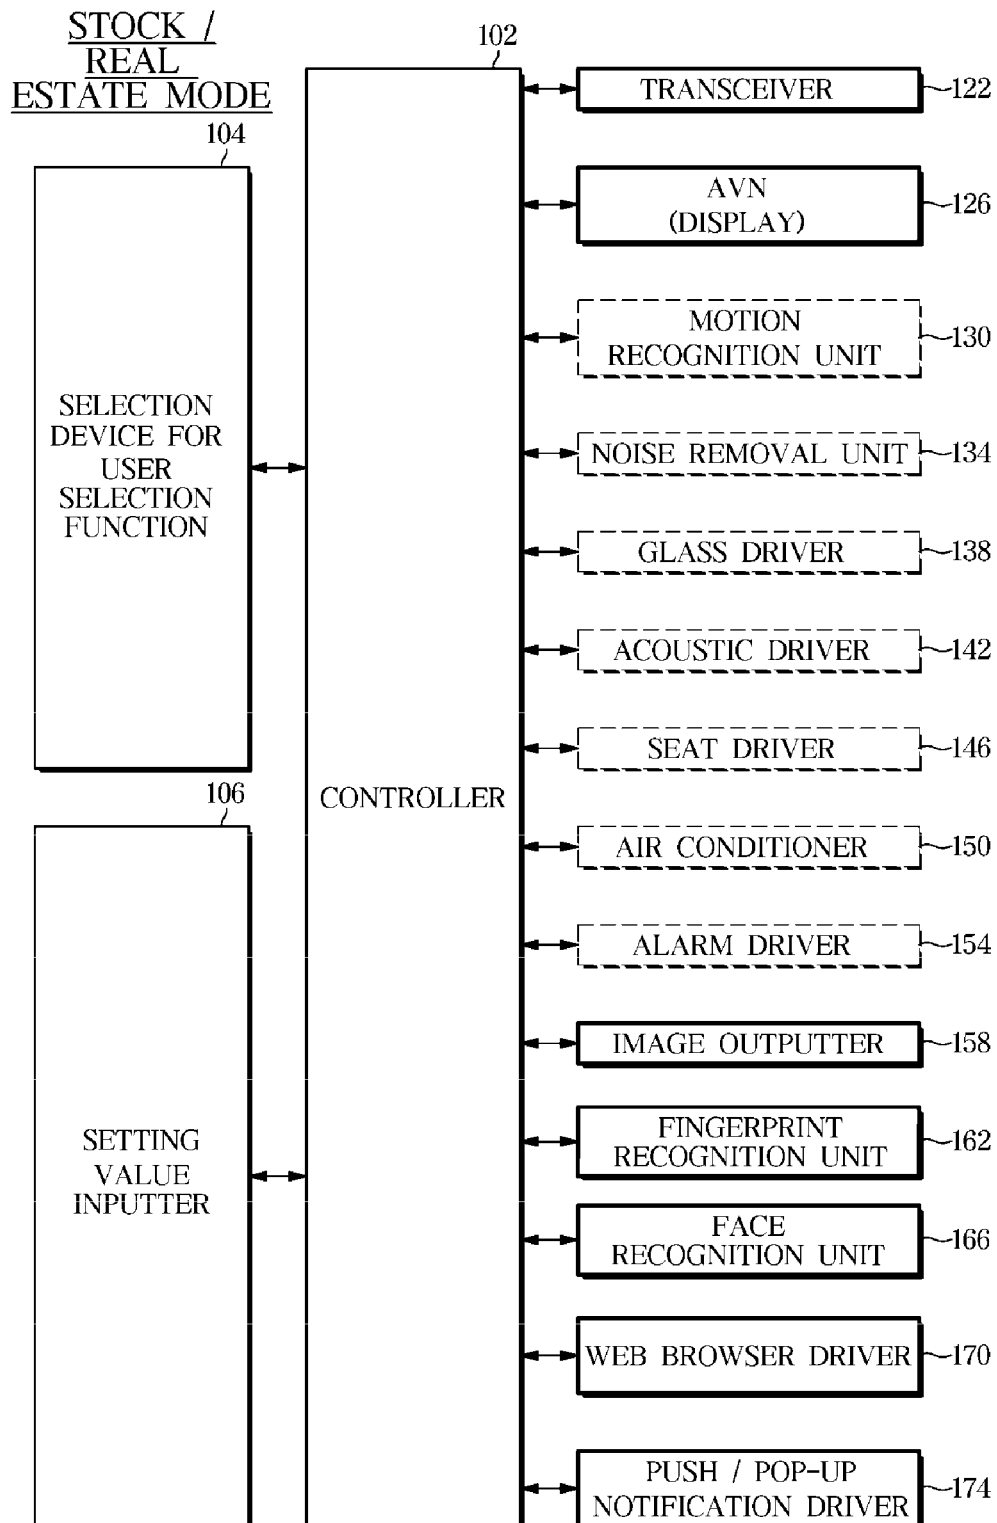 STOCK /
REAL
ESTATE MODE
102
104
SELECTION
DEVICE FOR
USER
SELECTION
FUNCTION
106
SETTING
VALUE
INPUTTER
CONTROLLER
TRANSCEIVER
122
AVN
(DISPLAY)
126
MOTION
RECOGNITION UNIT
130
NOISE REMOVAL UNIT
134
GLASS DRIVER
138
ACOUSTIC DRIVER
142
SEAT DRIVER
146
AIR CONDITIONER
150
ALARM DRIVER
154
IMAGE OUTPUTTER
158
FINGERPRINT
RECOGNITION UNIT
162
FACE
RECOGNITION UNIT
166
WEB BROWSER DRIVER
170
PUSH / POP-UP
NOTIFICATION DRIVER
174